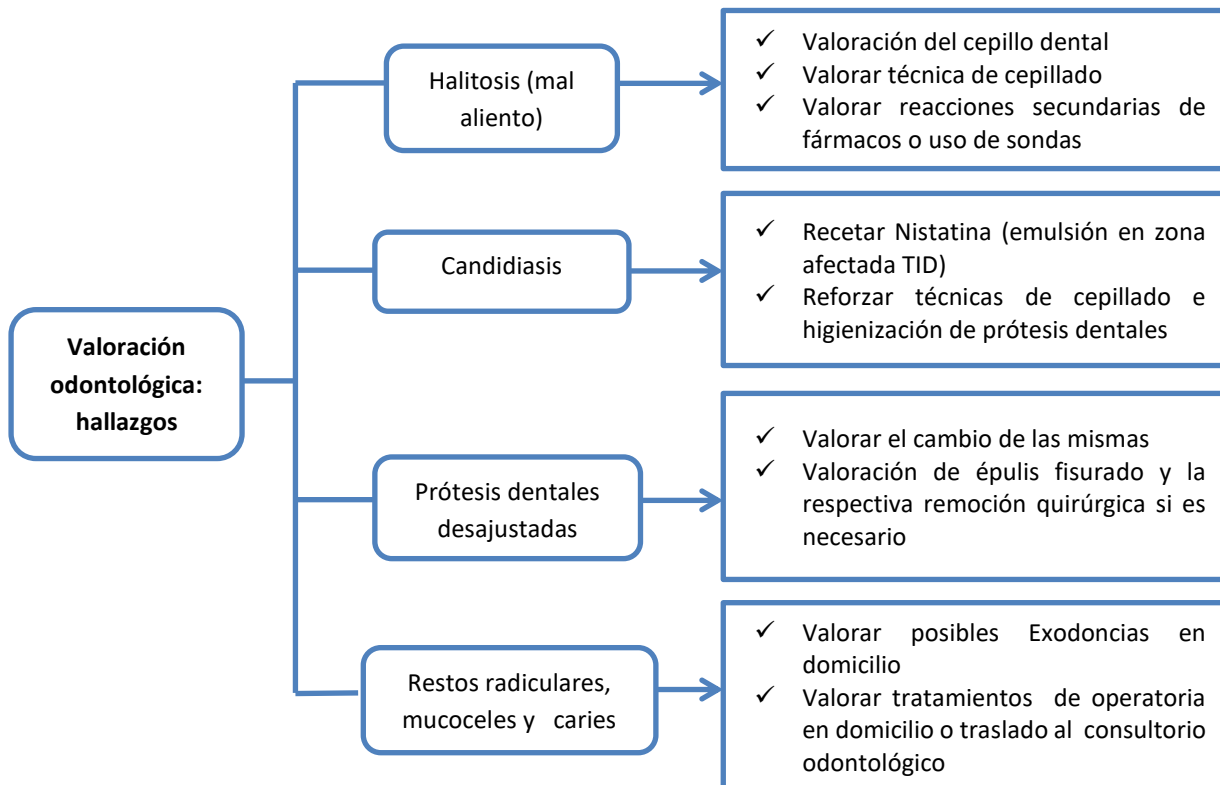 Valoración
odontológica:
hallazgos
Halitosis (mal
aliento)
✓ Valoración del cepillo dental
✓ Valorar técnica de cepillado
✓ Valorar reacciones secundarias de
fármacos o uso de sondas
Candidiasis
✓ Recetar Nistatina (emulsión en zona
afectada TID)
✓ Reforzar técnicas de cepillado e
higienización de prótesis dentales
Prótesis dentales
desajustadas
✓ Valorar el cambio de las mismas
✓ Valoración de épulis fisurado y la
respectiva remoción quirúrgica si es
necesario
Restos radiculares,
mucoceles y caries
✓ Valorar posibles Exodoncias en
domicilio
✓ Valorar tratamientos de operatoria
en domicilio o traslado al consultorio
odontológico